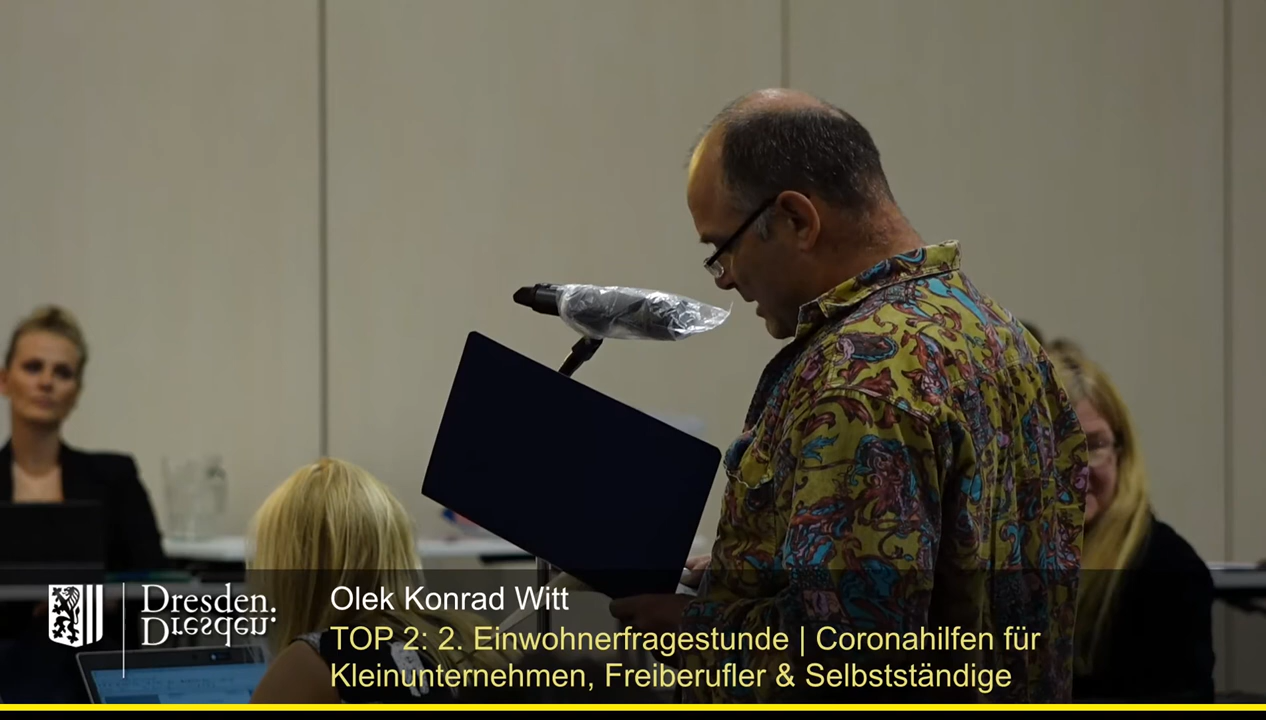 Dresden.
Dresden.
Olek Konrad Witt
TOP 2: 2. Einwohnerfragestunde | Coronahilfen für
Kleinunternehmen, Freiberufler & Selbstständige